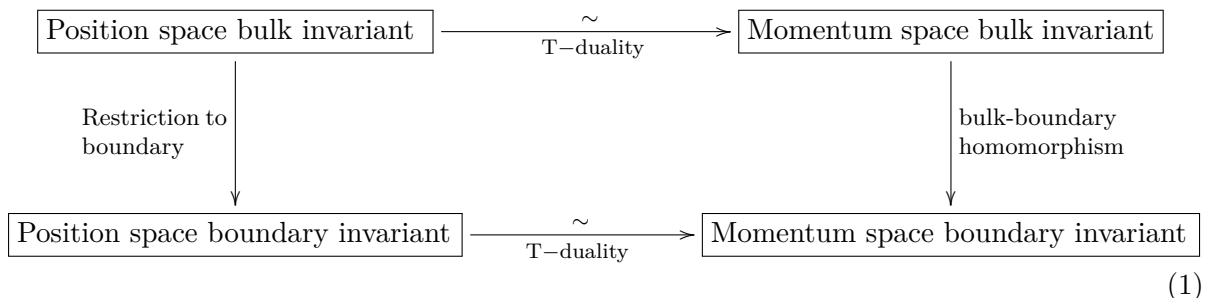 Position space bulk invariant ∼ Momentum space bulk invariant
T−duality
Restriction to bulk-boundary
boundary homomorphism
Position space boundary invariant ∼ Momentum space boundary invariant
T−duality
(1)